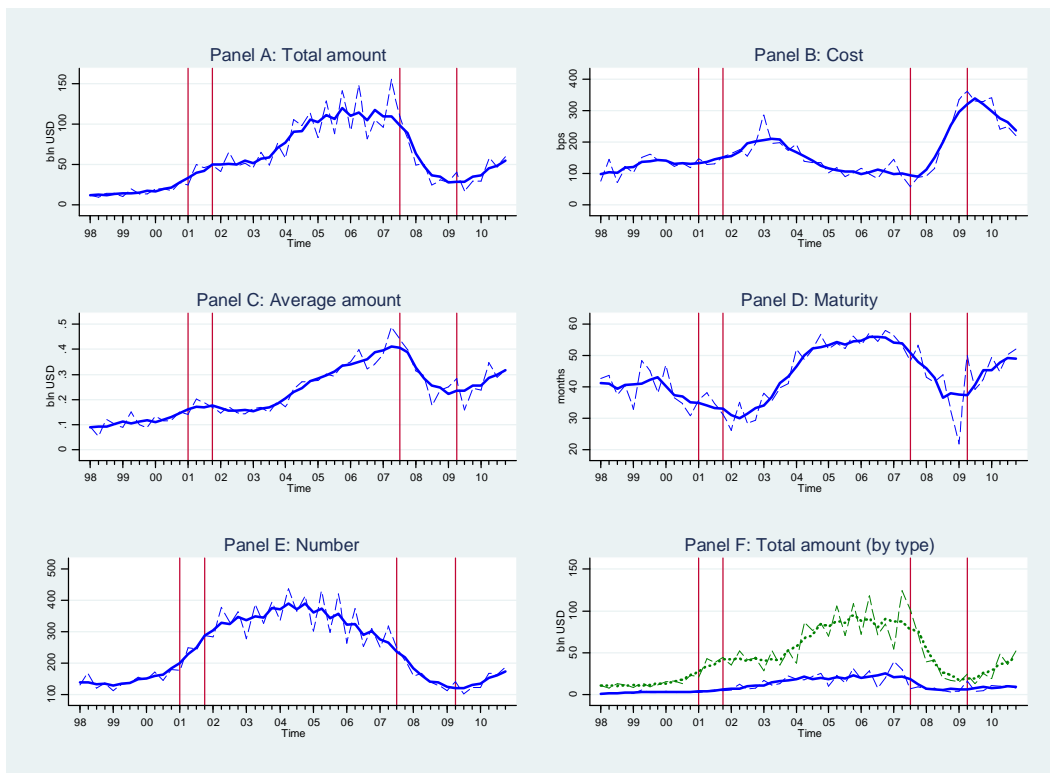 Panel A: Total amount
bln USD
150
100
50
0
98 99 00 01 02 03 04 05 06 07 08 09 10
Time
Panel B: Cost
bps
400
300
200
100
0
98 99 00 01 02 03 04 05 06 07 08 09 10
Time
Panel C: Average amount
bln USD
.5
.4
.3
.2
.1
0
98 99 00 01 02 03 04 05 06 07 08 09 10
Time
Panel D: Maturity
months
60
50
40
30
20
98 99 00 01 02 03 04 05 06 07 08 09 10
Time
Panel E: Number
500
400
300
200
100
98 99 00 01 02 03 04 05 06 07 08 09 10
Time
Panel F: Total amount (by type)
bln USD
150
100
50
0
98 99 00 01 02 03 04 05 06 07 08 09 10
Time